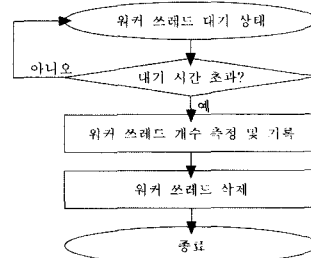 워커 쓰레드 대기 상태
아니오
대기 시간 초과?
예
워커 쓰레드 개수 측정 및 기록
워커 쓰레드 삭제
종료